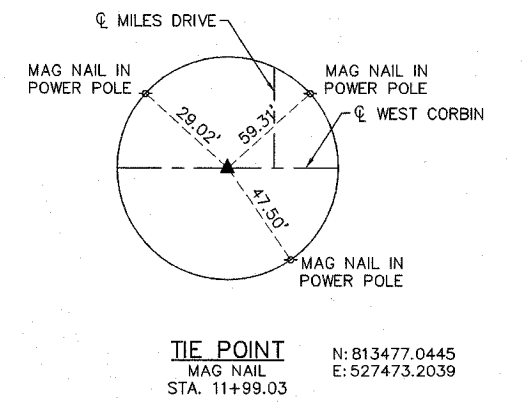 ℄ MILES DRIVE
MAG NAIL IN
POWER POLE
MAG NAIL IN
POWER POLE
29.02'
59.31'
℄ WEST CORBIN
47.50'
MAG NAIL IN
POWER POLE
TIE POINT
MAG NAIL
STA. 11+99.03
N: 813477.0445
E: 527473.2039